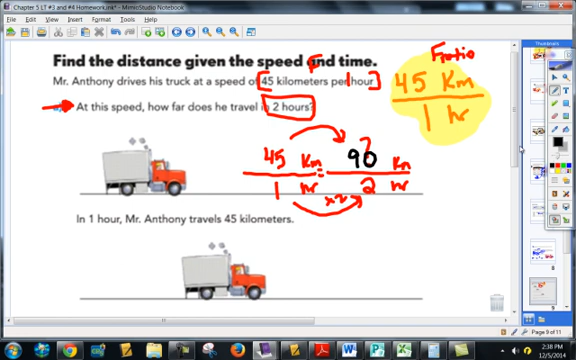 Chapter 5 LT #3 and #4 Homework.ink* - MimioStudio Notebook
File Edit View Insert Format Tools Help
Find the distance given the speed and time.
F
Mr. Anthony drives his truck at a speed of [45 kilometers per hour]
1
At this speed, how far does he travel in 2 hours?
F ratio
45 Km
1 hr
45 Km = 90 Km
?
1 hr 2 hr
x2
In 1 hour, Mr. Anthony travels 45 kilometers.
Thumbnails
Page 9 of 11
2:38 PM
12/5/2014